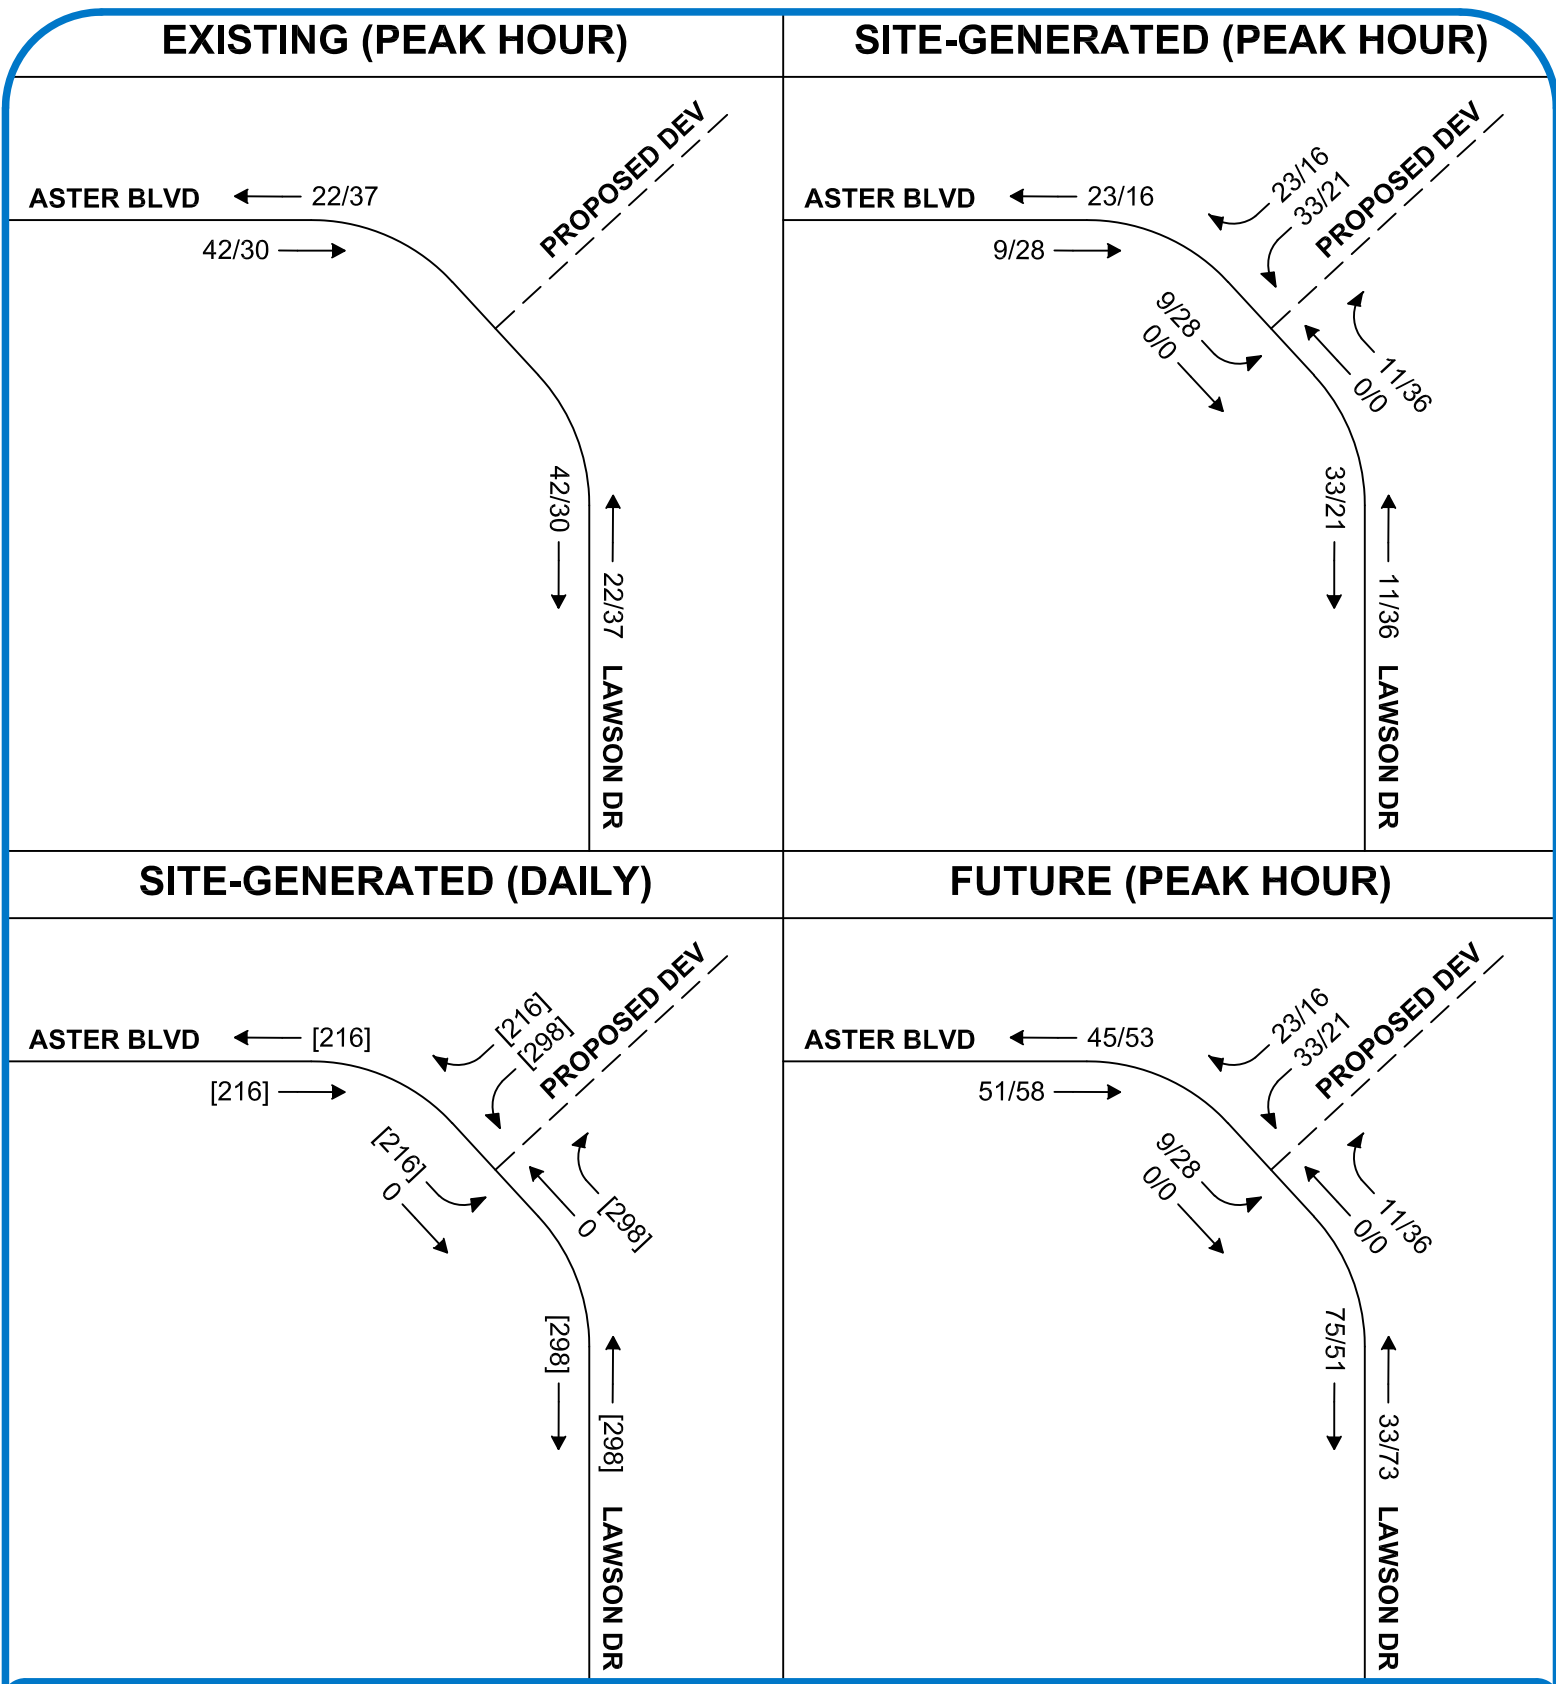 EXISTING (PEAK HOUR)
ASTER BLVD
22/37
42/30
PROPOSED DEV
42/30
22/37
LAWSON DR
SITE-GENERATED (PEAK HOUR)
ASTER BLVD
23/16
9/28
23/16
33/21
PROPOSED DEV
9/28
0/0
11/36
0/0
33/21
11/36
LAWSON DR
SITE-GENERATED (DAILY)
ASTER BLVD
[216]
[216]
[216]
[298]
PROPOSED DEV
[216]
0
[298]
0
[298]
[298]
LAWSON DR
FUTURE (PEAK HOUR)
ASTER BLVD
45/53
51/58
23/16
33/21
PROPOSED DEV
9/28
0/0
11/36
0/0
75/51
33/73
LAWSON DR